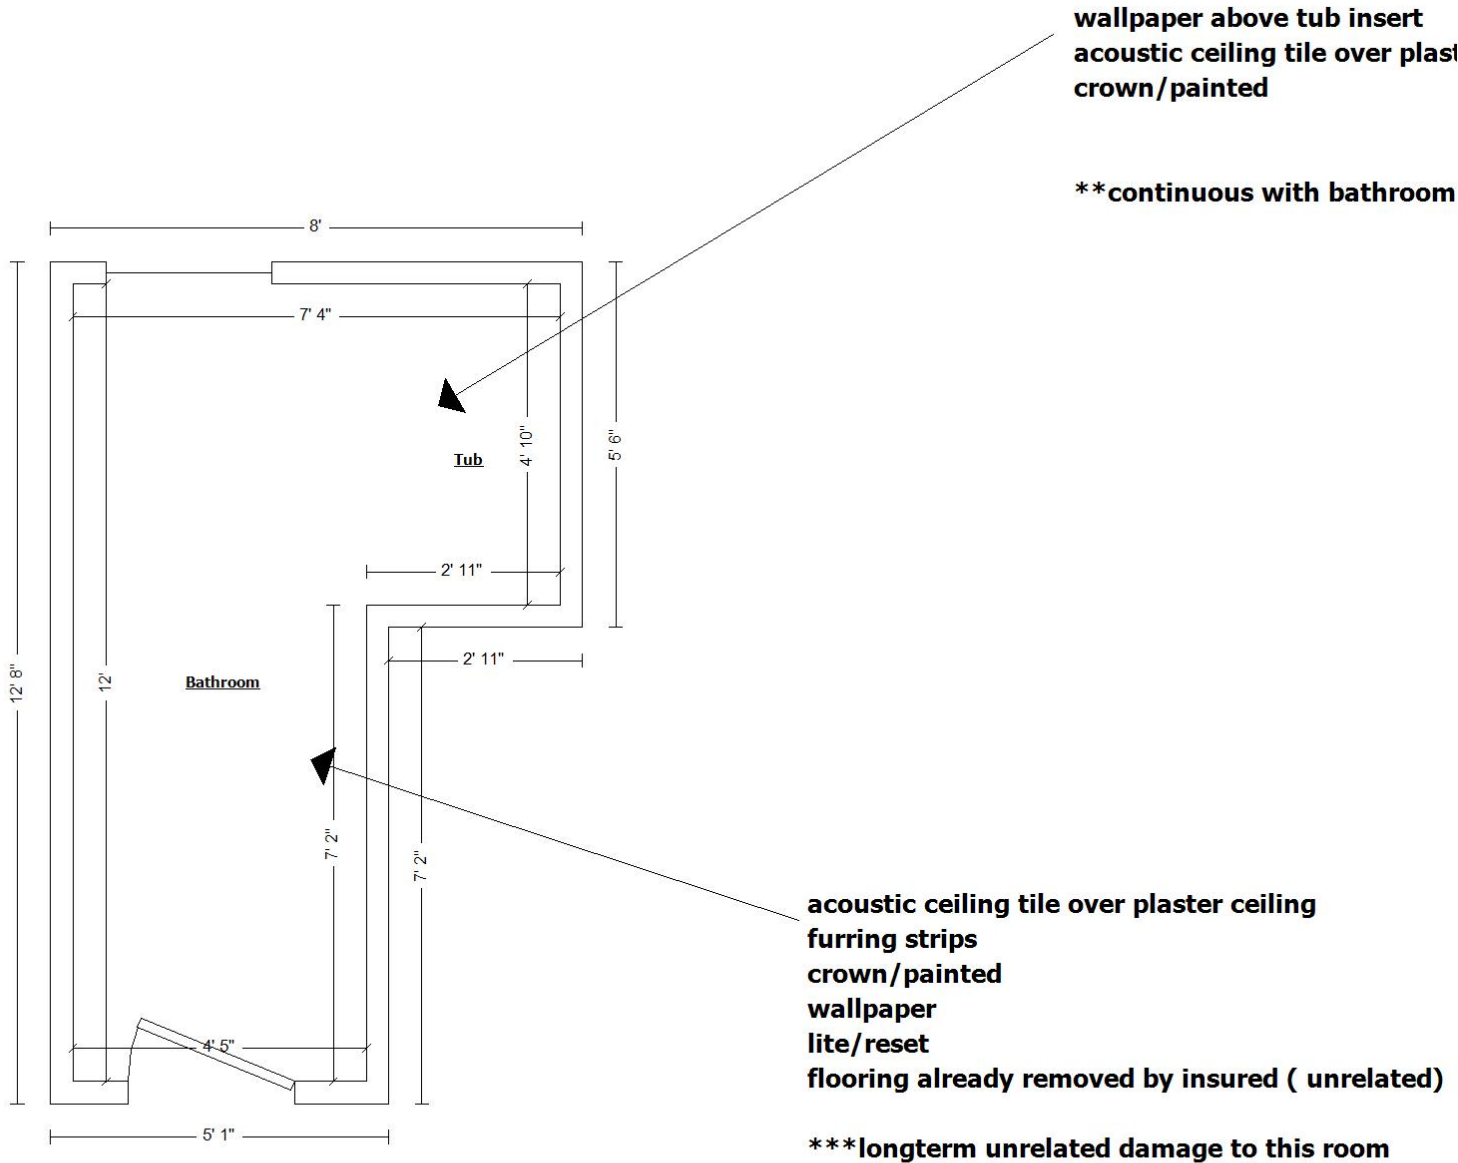 wallpaper above tub insert
acoustic ceiling tile over plast
crown/painted
**continuous with bathroom
8'
7' 4"
4' 10"
5' 6"
Tub
2' 11"
2' 11"
12' 8"
12'
Bathroom
7' 2"
7' 2"
4' 5"
5' 1"
acoustic ceiling tile over plaster ceiling
furring strips
crown/painted
wallpaper
lite/reset
flooring already removed by insured ( unrelated)
***longterm unrelated damage to this room